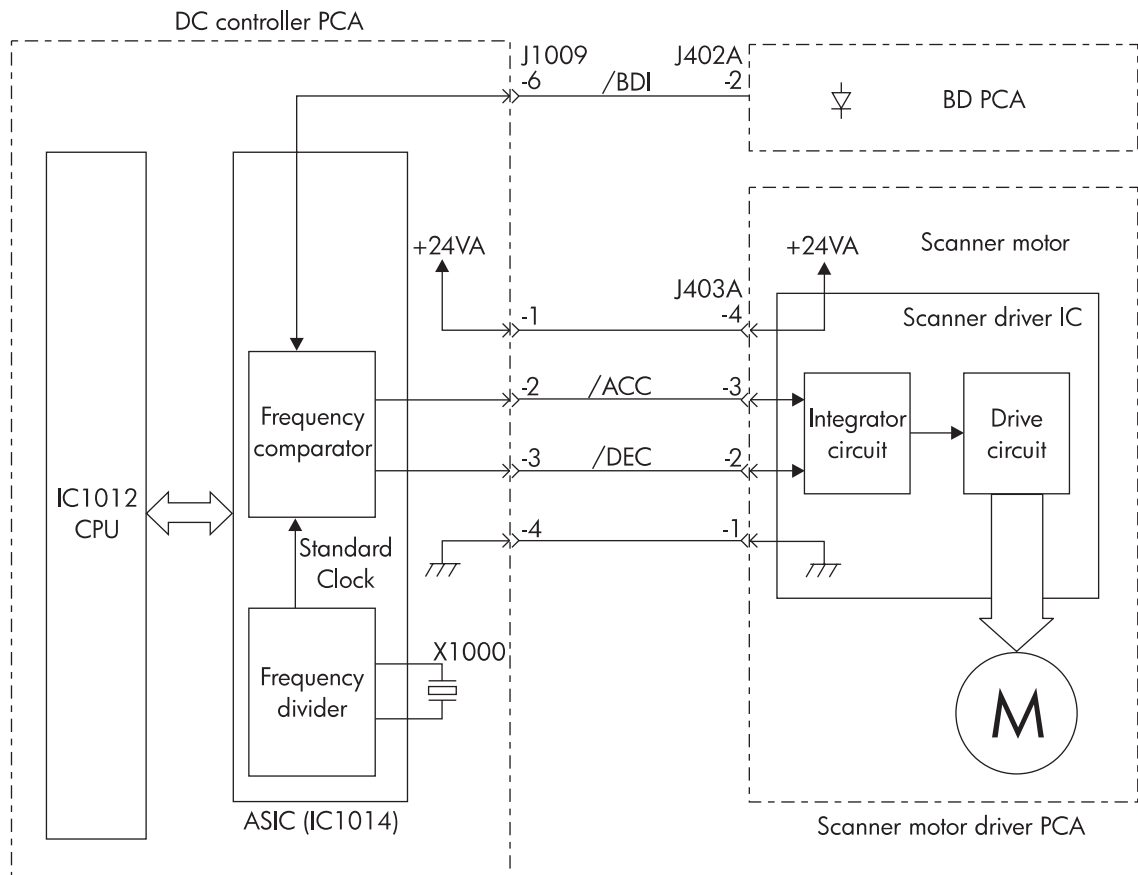 DC controller PCA
J1009
J402A
-6
/BDI
-2
BD PCA
+24VA
+24VA
Scanner motor
J403A
-1
-4
Scanner driver IC
-2
/ACC
-3
Frequency
comparator
Integrator
circuit
Drive
circuit
-3
/DEC
-2
IC1012
CPU
-4
-1
Standard
Clock
X1000
Frequency
divider
M
ASIC (IC1014)
Scanner motor driver PCA